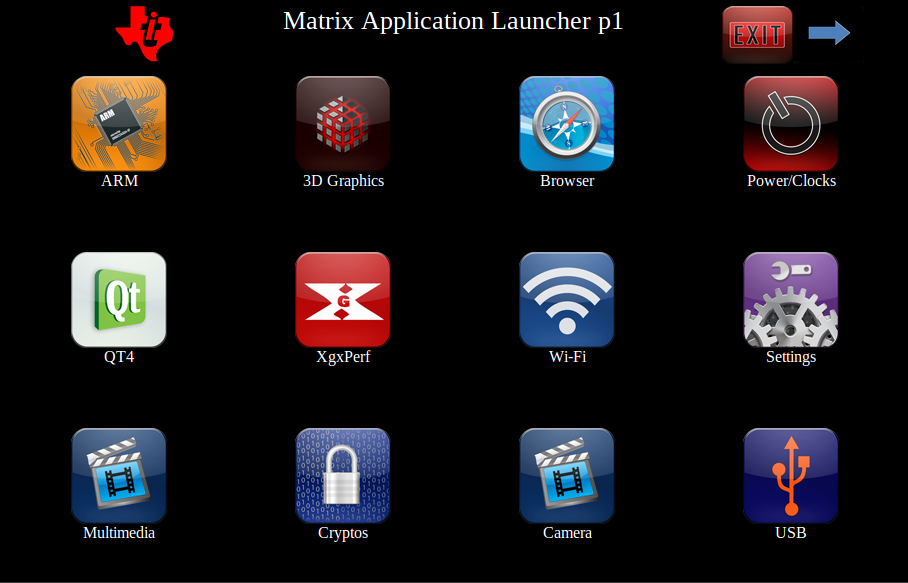 Matrix Application Launcher p1
EXIT
ARM
ARM
3D Graphics
Browser
Power/Clocks
Qt
G
QT4
XgxPerf
Wi-Fi
Settings
Multimedia
Cryptos
Camera
USB